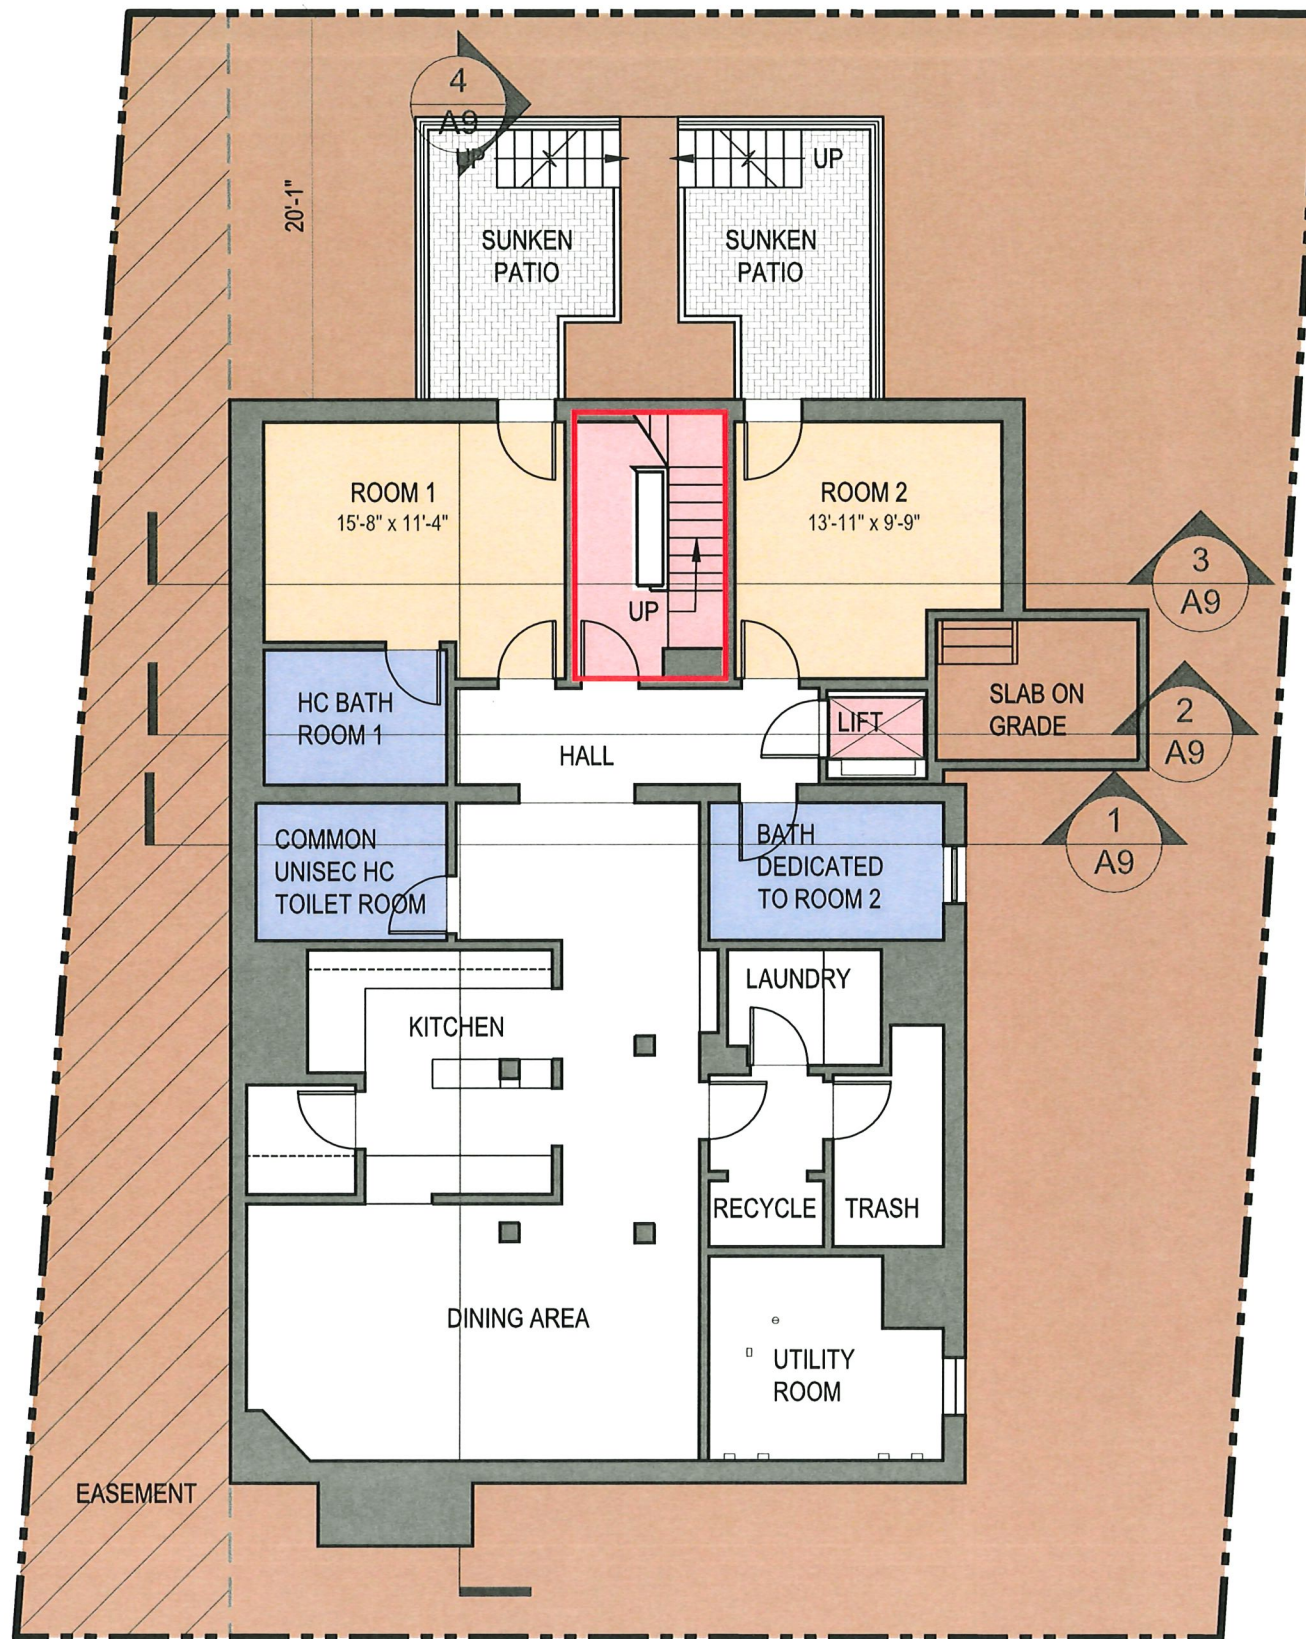 4
A9
UP
UP
20'-1"
SUNKEN
PATIO
SUNKEN
PATIO
ROOM 1
15'-8" x 11'-4"
ROOM 2
13'-11" x 9'-9"
UP
3
A9
HC BATH
ROOM 1
HALL
LIFT
SLAB ON
GRADE
2
A9
COMMON
UNISEC HC
TOILET ROOM
BATH
DEDICATED
TO ROOM 2
1
A9
KITCHEN
LAUNDRY
RECYCLE
TRASH
DINING AREA
UTILITY
ROOM
EASEMENT